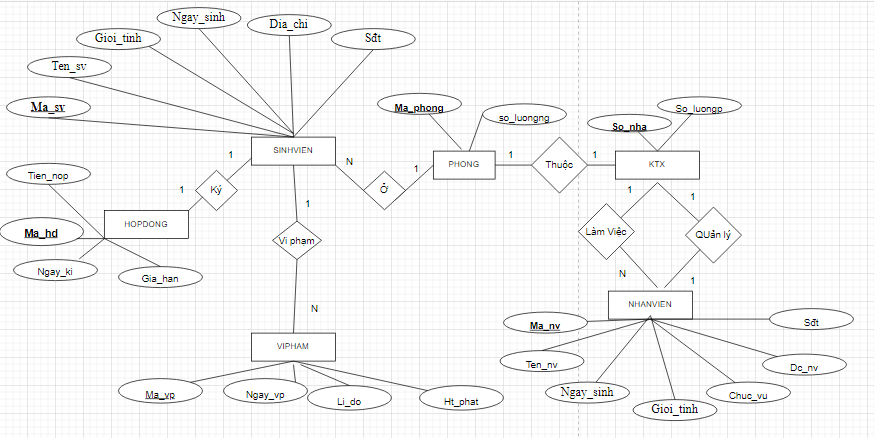 Ngay_sinh
Dia_chi
Gioi_tinh
Sđt
Ten_sv
Ma_sv
Ma_phong
so_luongng
So_luongp
So_nha
SINHVIEN
PHONG
KTX
1
N
1
1
Thuộc
1
Tien_nop
1
Ký
Ở
1
1
1
HOPDONG
Ma_hd
Vi phạm
Làm Việc
QUản lý
Ngay_ki
Gia_han
N
1
NHANVIEN
N
Ma_nv
Sđt
VIPHAM
Ten_nv
Dc_nv
Ma_vp
Ngay_vp
Li_do
Ht_phat
Ngay_sinh
Gioi_tinh
Chuc_vu